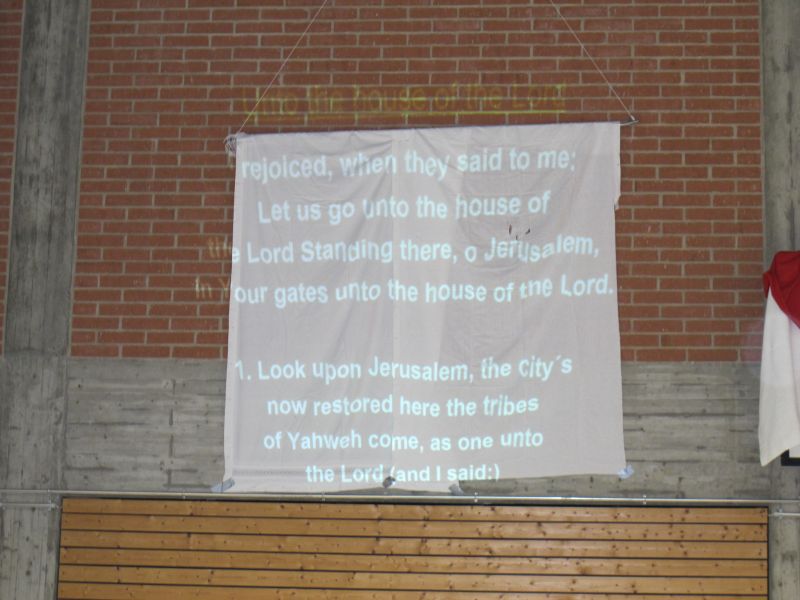 unto the house of the Lord
rejoiced, when they said to me:
Let us go unto the house of
the Lord Standing there, o Jerusalem,
In Your gates unto the house of the Lord.
1. Look upon Jerusalem, the city´s
now restored here the tribes
of Yahweh come, as one unto
the Lord (and I said:)